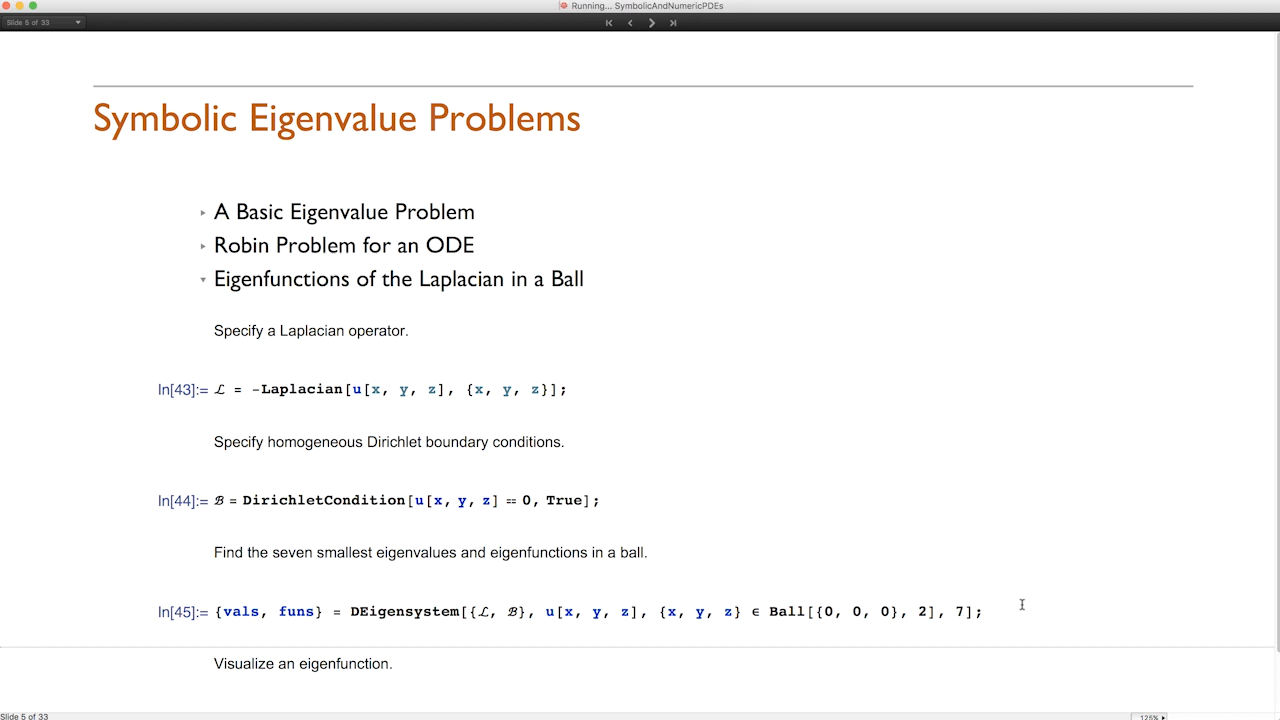 Running... SymbolicAndNumericPDEs
Slide 5 of 33
Symbolic Eigenvalue Problems
A Basic Eigenvalue Problem
Robin Problem for an ODE
Eigenfunctions of the Laplacian in a Ball
Specify a Laplacian operator.
In[43]:= ℒ = -Laplacian[u[x, y, z], {x, y, z}];
Specify homogeneous Dirichlet boundary conditions.
In[44]:= ℬ = DirichletCondition[u[x, y, z] == 0, True];
Find the seven smallest eigenvalues and eigenfunctions in a ball.
In[45]:= {vals, funs} = DEigensystem[{ℒ, ℬ}, u[x, y, z], {x, y, z} ∈ Ball[{0, 0, 0}, 2], 7];
Visualize an eigenfunction.
Slide 5 of 33
125%